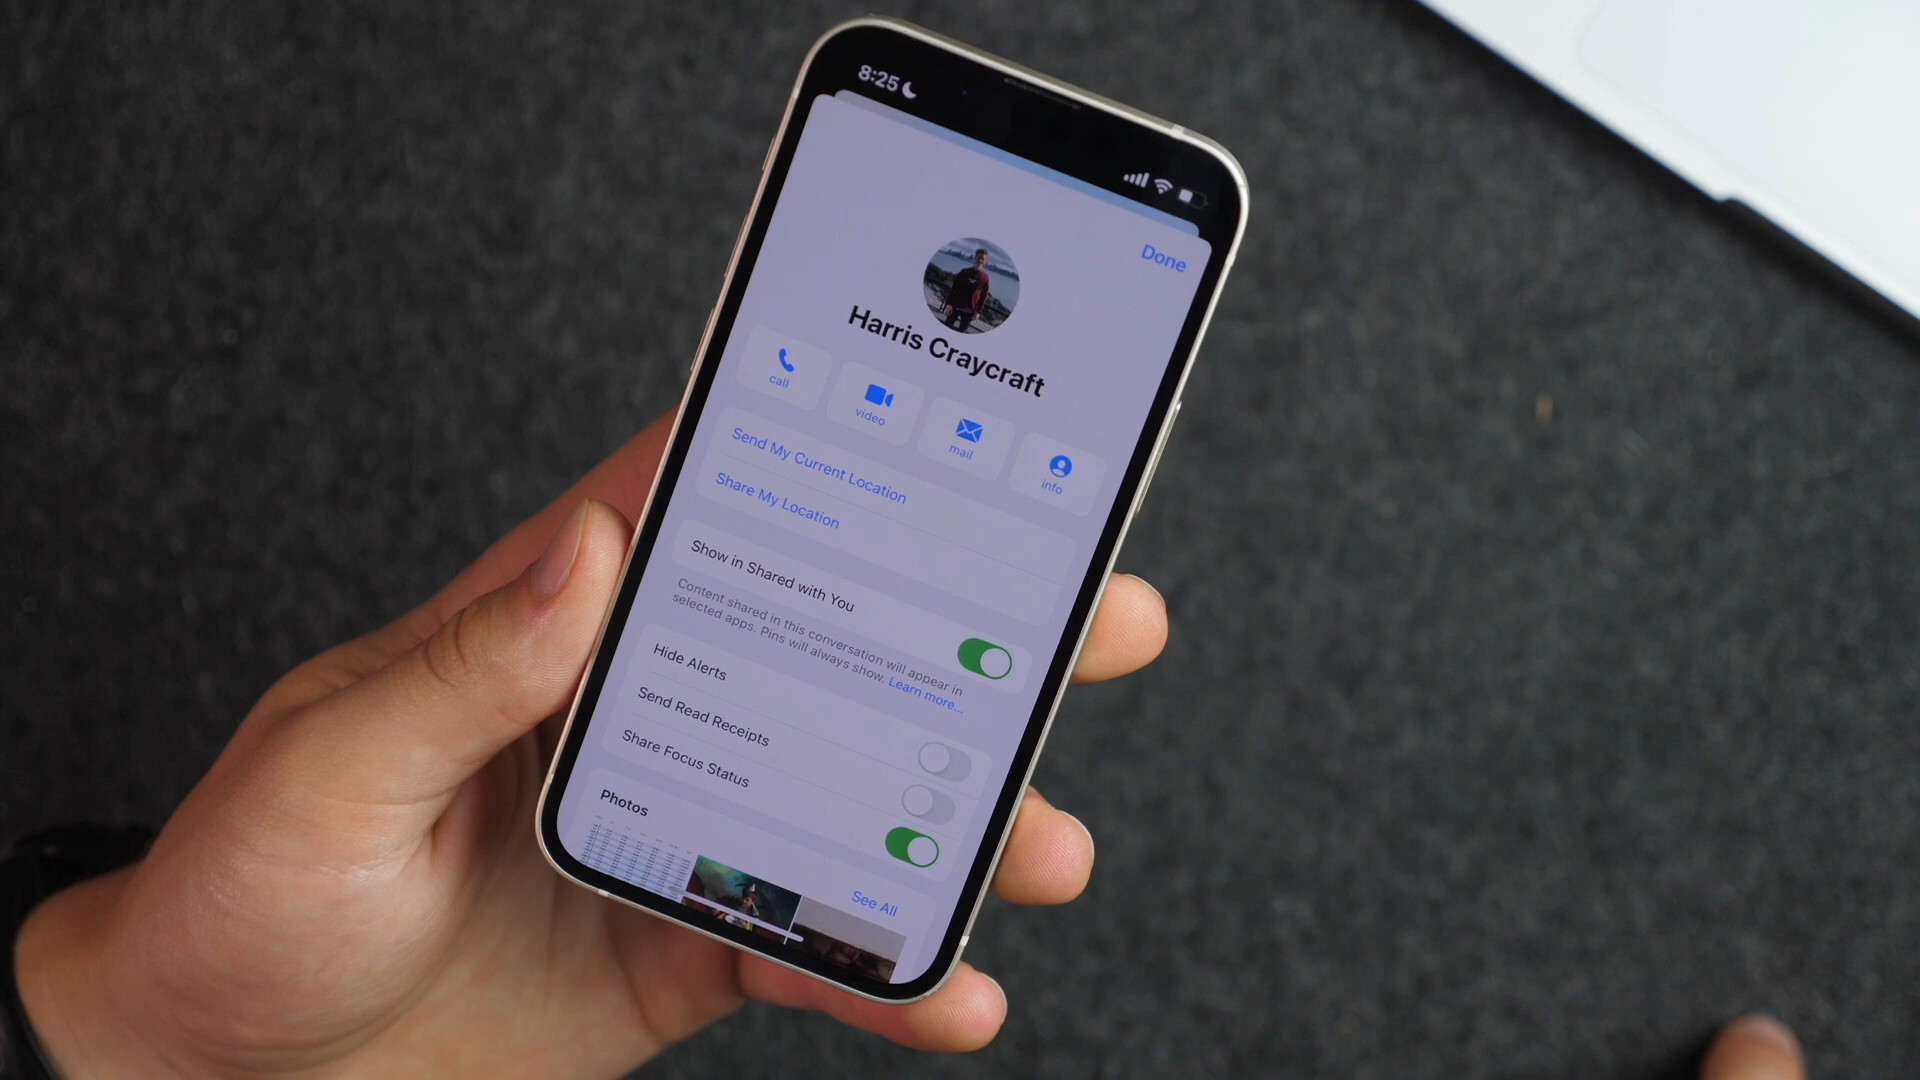 8:25
Done
Harris Craycraft
call
video
mail
info
Send My Current Location
Share My Location
Show in Shared with You
Content shared in this conversation will appear in
selected apps. Pins will always show. Learn more...
Hide Alerts
Send Read Receipts
Share Focus Status
Photos
See All